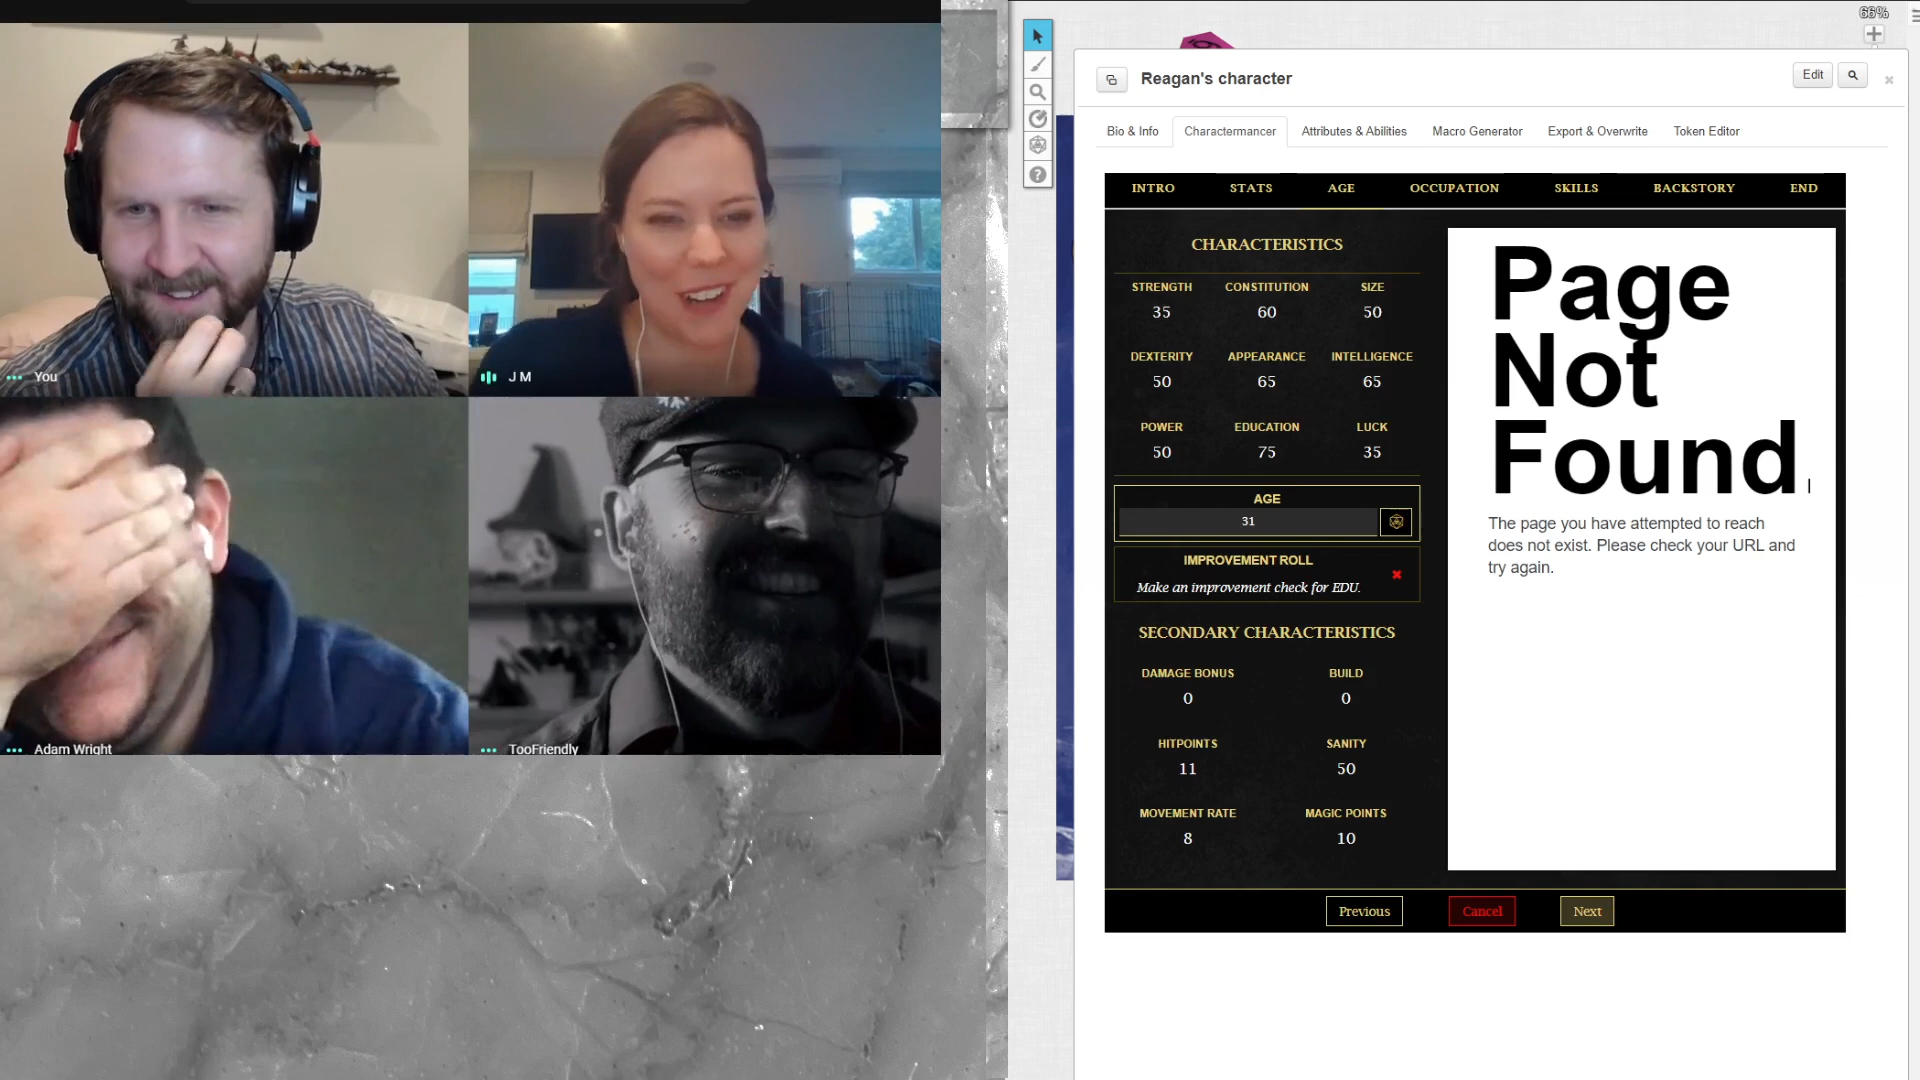 You
J M
Adam Wright
TooFriendly
66%
Reagan's character
Edit
Bio & Info
Charactermancer
Attributes & Abilities
Macro Generator
Export & Overwrite
Token Editor
INTRO
STATS
AGE
OCCUPATION
SKILLS
BACKSTORY
END
CHARACTERISTICS
STRENGTH CONSTITUTION SIZE
35 60 50
DEXTERITY APPEARANCE INTELLIGENCE
50 65 65
POWER EDUCATION LUCK
50 75 35
AGE
31
IMPROVEMENT ROLL
Make an improvement check for EDU.
SECONDARY CHARACTERISTICS
DAMAGE BONUS BUILD
0 0
HITPOINTS SANITY
11 50
MOVEMENT RATE MAGIC POINTS
8 10
Page
Not
Found.
The page you have attempted to reach
does not exist. Please check your URL and
try again.
Previous
Cancel
Next